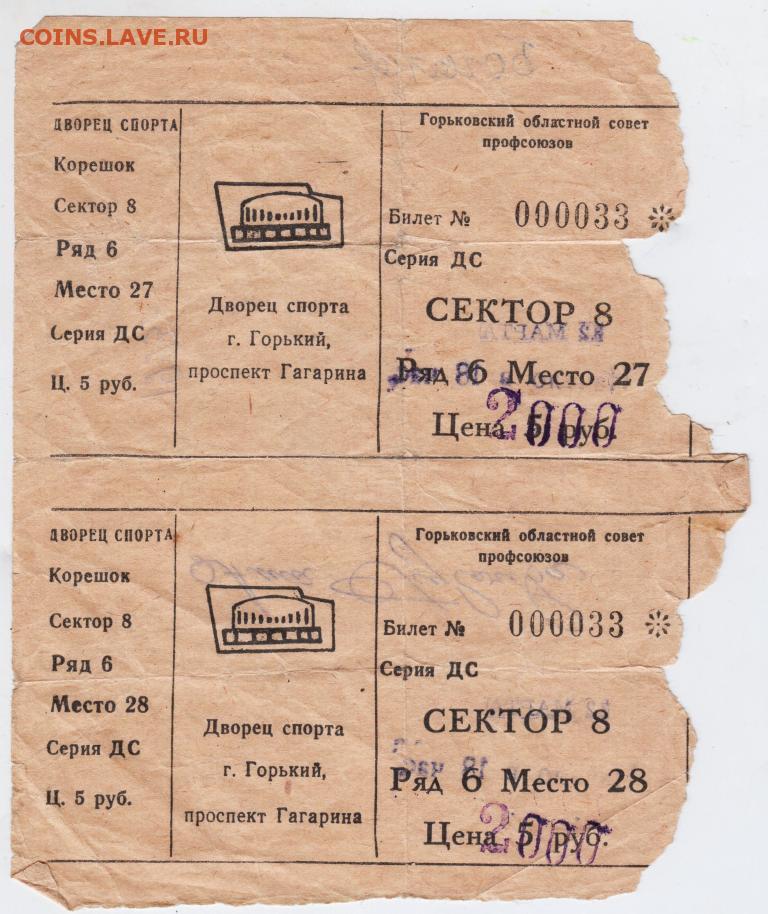 COINS.LAVE.RU
ДВОРЕЦ СПОРТА
Корешок
Сектор 8
Ряд 6
Место 27
Серия ДС
Ц. 5 руб.
Дворец спорта
г. Горький,
проспект Гагарина
Горьковский областной совет
профсоюзов
Билет № 000033
Серия ДС
СЕКТОР 8
Ряд 6 Место 27
Цена 5 руб.
2000
ДВОРЕЦ СПОРТА
Корешок
Сектор 8
Ряд 6
Место 28
Серия ДС
Ц. 5 руб.
Дворец спорта
г. Горький,
проспект Гагарина
Горьковский областной совет
профсоюзов
Билет № 000033
Серия ДС
СЕКТОР 8
Ряд 6 Место 28
Цена 5 руб.
2000